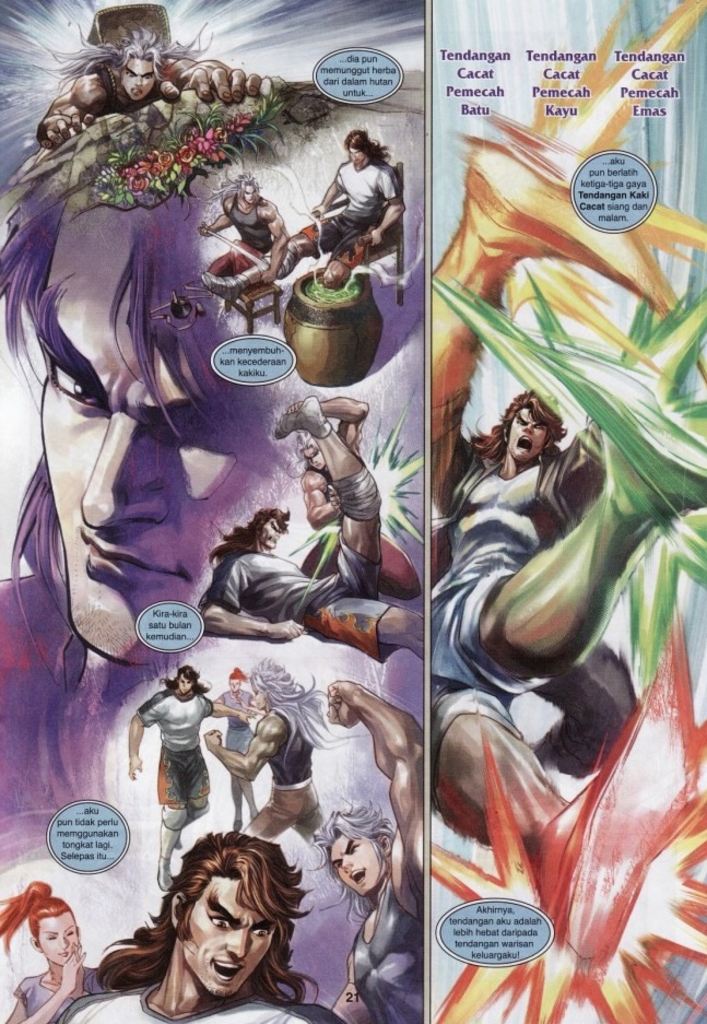 ...dia pun
memungut herba
dari dalam hutan
untuk...
...menyembuh-
kan kecederaan
kakiku.
Kira-kira
satu bulan
kemudian...
...aku
pun tidak perlu
memggunakan
tongkat lagi.
Selepas itu...
Tendangan
Cacat
Pemecah
Batu
Tendangan
Cacat
Pemecah
Kayu
Tendangan
Cacat
Pemecah
Emas
...aku
pun berlatih
ketiga-tiga gaya
Tendangan Kaki
Cacat siang dan
malam.
Akhirnya,
tendangan aku adalah
lebih hebat daripada
tendangan warisan
keluargaku!
21